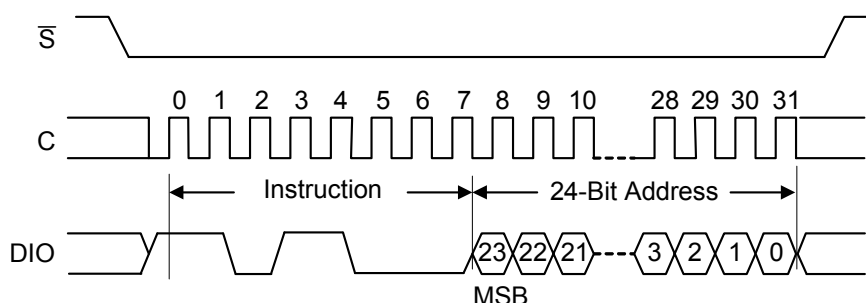 S̅
0 1 2 3 4 5 6 7 8 9 10 28 29 30 31
C
Instruction 24-Bit Address
DIO 23 22 21 3 2 1 0
MSB